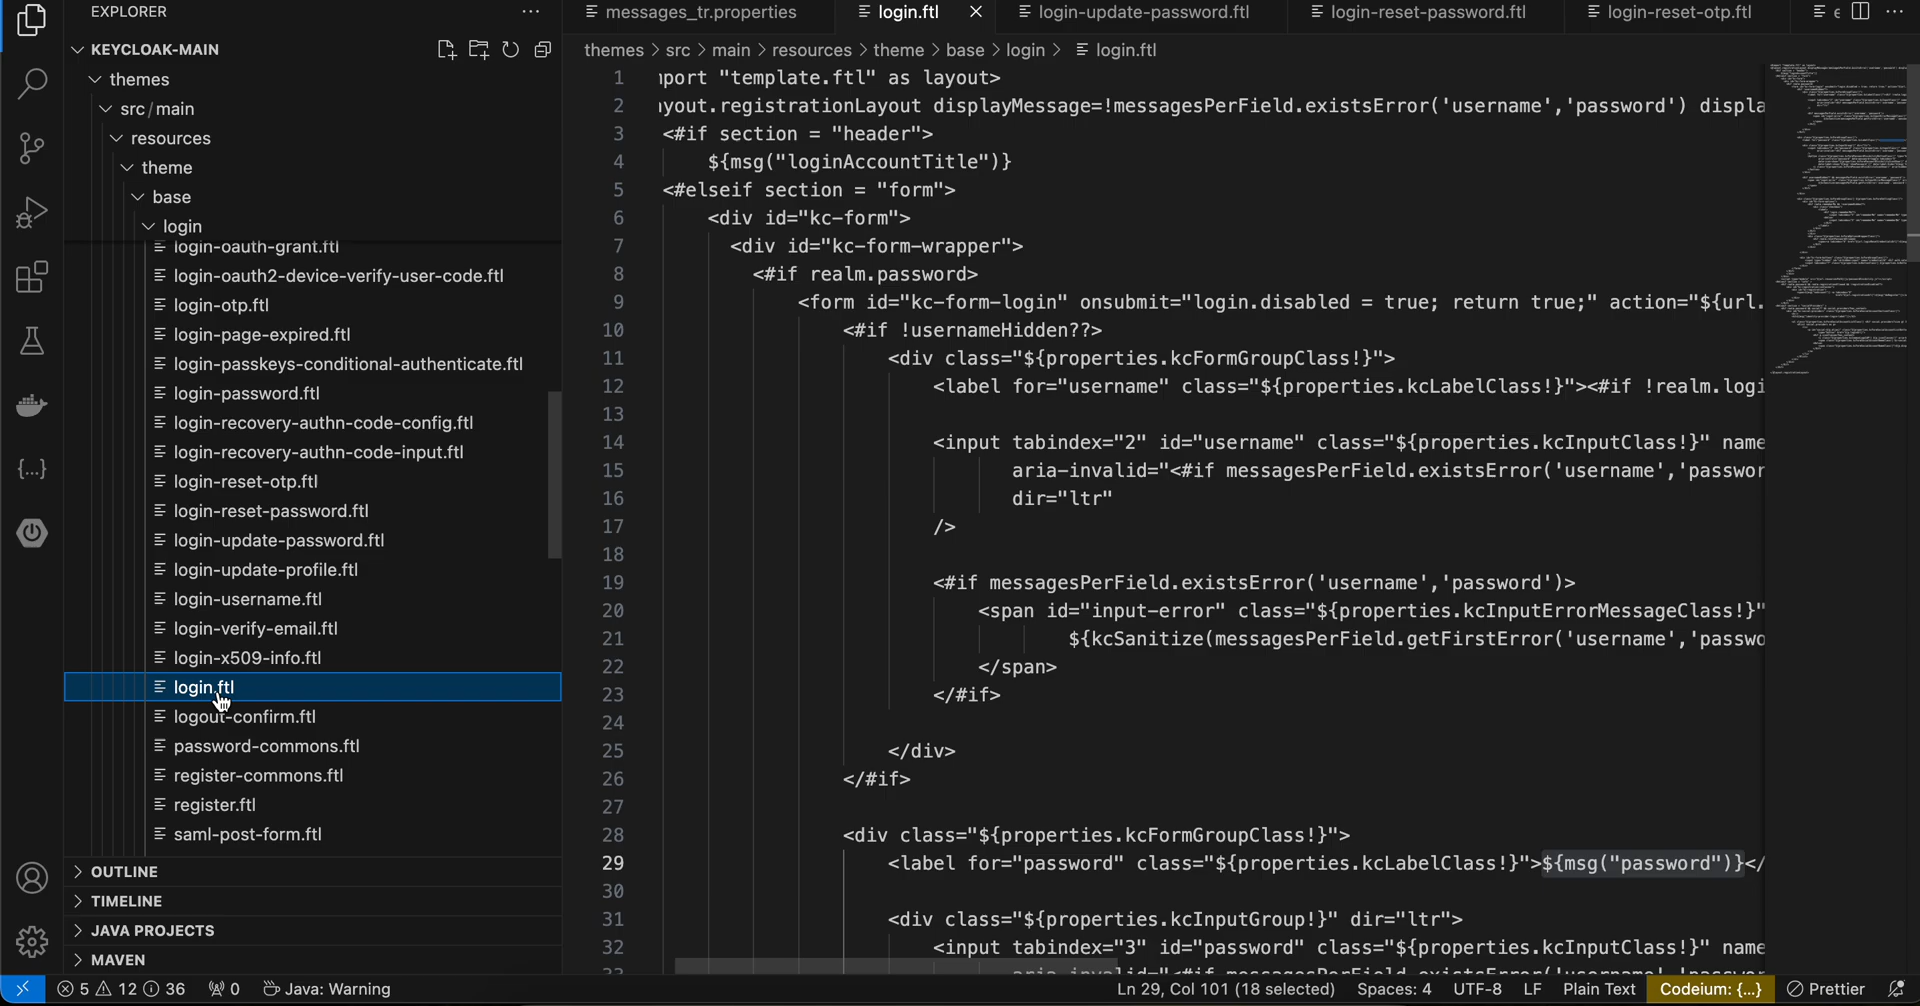 EXPLORER
KEYCLOAK-MAIN
themes
src/main
resources
theme
base
login
login-oauth-grant.ftl
login-oauth2-device-verify-user-code.ftl
login-otp.ftl
login-page-expired.ftl
login-passkeys-conditional-authenticate.ftl
login-password.ftl
login-recovery-authn-code-config.ftl
login-recovery-authn-code-input.ftl
login-reset-otp.ftl
login-reset-password.ftl
login-update-password.ftl
login-update-profile.ftl
login-username.ftl
login-verify-email.ftl
login-x509-info.ftl
login.ftl
logout-confirm.ftl
password-commons.ftl
register-commons.ftl
register.ftl
saml-post-form.ftl
OUTLINE
TIMELINE
JAVA PROJECTS
MAVEN
messages_tr.properties login.ftl login-update-password.ftl login-reset-password.ftl login-reset-otp.ftl e
themes > src > main > resources > theme > base > login > login.ftl
1 port "template.ftl" as layout>
2 yout.registrationLayout displayMessage=!messagesPerField.existsError('username','password') displa
3 <#if section = "header">
4 ${msg("loginAccountTitle")}
5 <#elseif section = "form">
6 <div id="kc-form">
7 <div id="kc-form-wrapper">
8 <#if realm.password>
9 <form id="kc-form-login" onsubmit="login.disabled = true; return true;" action="${url.
10 <#if !usernameHidden??>
11 <div class="${properties.kcFormGroupClass!}">
12 <label for="username" class="${properties.kcLabelClass!}"><#if !realm.logi
13
14 <input tabindex="2" id="username" class="${properties.kcInputClass!}" name
15 aria-invalid="<#if messagesPerField.existsError('username','passwor
16 dir="ltr"
17 />
18
19 <#if messagesPerField.existsError('username','password')>
20 <span id="input-error" class="${properties.kcInputErrorMessageClass!}"
21 ${kcSanitize(messagesPerField.getFirstError('username','passwo
22 </span>
23 </#if>
24
25 </div>
26 </#if>
27
28 <div class="${properties.kcFormGroupClass!}">
29 <label for="password" class="${properties.kcLabelClass!}">${msg("password")}</
30
31 <div class="${properties.kcInputGroup!}" dir="ltr">
32 <input tabindex="3" id="password" class="${properties.kcInputClass!}" name
33 aria-invalid="<#if messagesPerField.existsError('username','passwor
5 12 36 0 Java: Warning Ln 29, Col 101 (18 selected) Spaces: 4 UTF-8 LF Plain Text Codeium: {...} Prettier